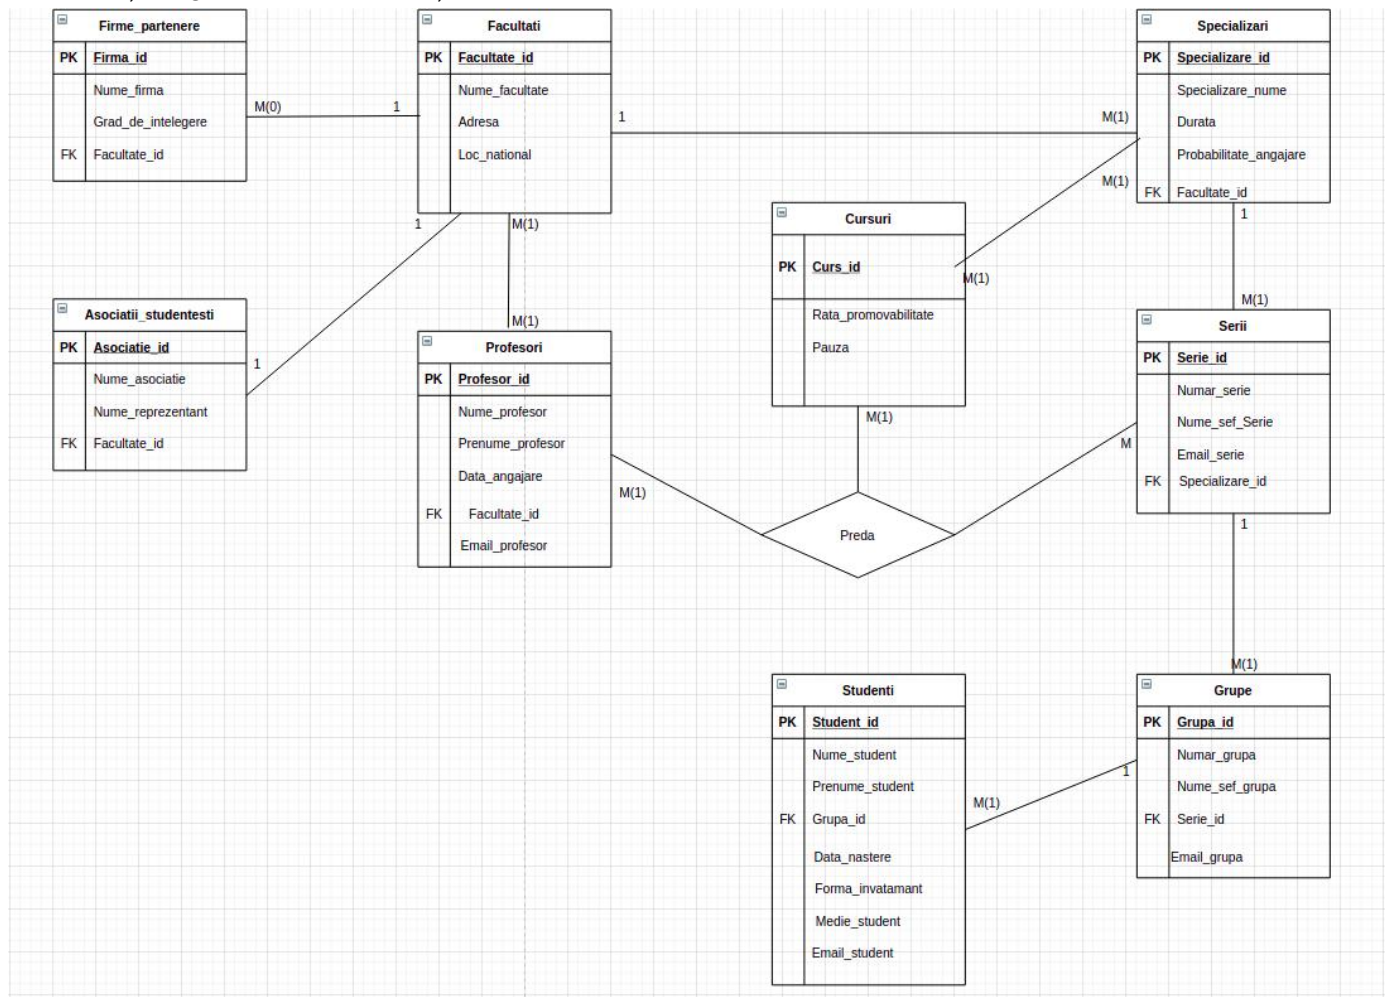 Firme_partenere
PK Firma_id
Nume_firma
Grad_de_intelegere
FK Facultate_id
M(0)
1
Facultati
PK Facultate_id
Nume_facultate
Adresa
Loc_national
1
M(1)
Specializari
PK Specializare_id
Specializare_nume
Durata
Probabilitate_angajare
FK Facultate_id
M(1)
M(1)
1
M(1)
1
M(1)
Cursuri
PK Curs_id
Rata_promovabilitate
Pauza
M(1)
Asociatii_studentesti
PK Asociatie_id
Nume_asociatie
Nume_reprezentant
FK Facultate_id
1
M(1)
Profesori
PK Profesor_id
Nume_profesor
Prenume_profesor
Data_angajare
FK Facultate_id
Email_profesor
M(1)
Preda
M
Serii
PK Serie_id
Numar_serie
Nume_sef_Serie
Email_serie
FK Specializare_id
1
M(1)
Studenti
PK Student_id
Nume_student
Prenume_student
FK Grupa_id
Data_nastere
Forma_invatamant
Medie_student
Email_student
M(1)
1
Grupe
PK Grupa_id
Numar_grupa
Nume_sef_grupa
FK Serie_id
Email_grupa